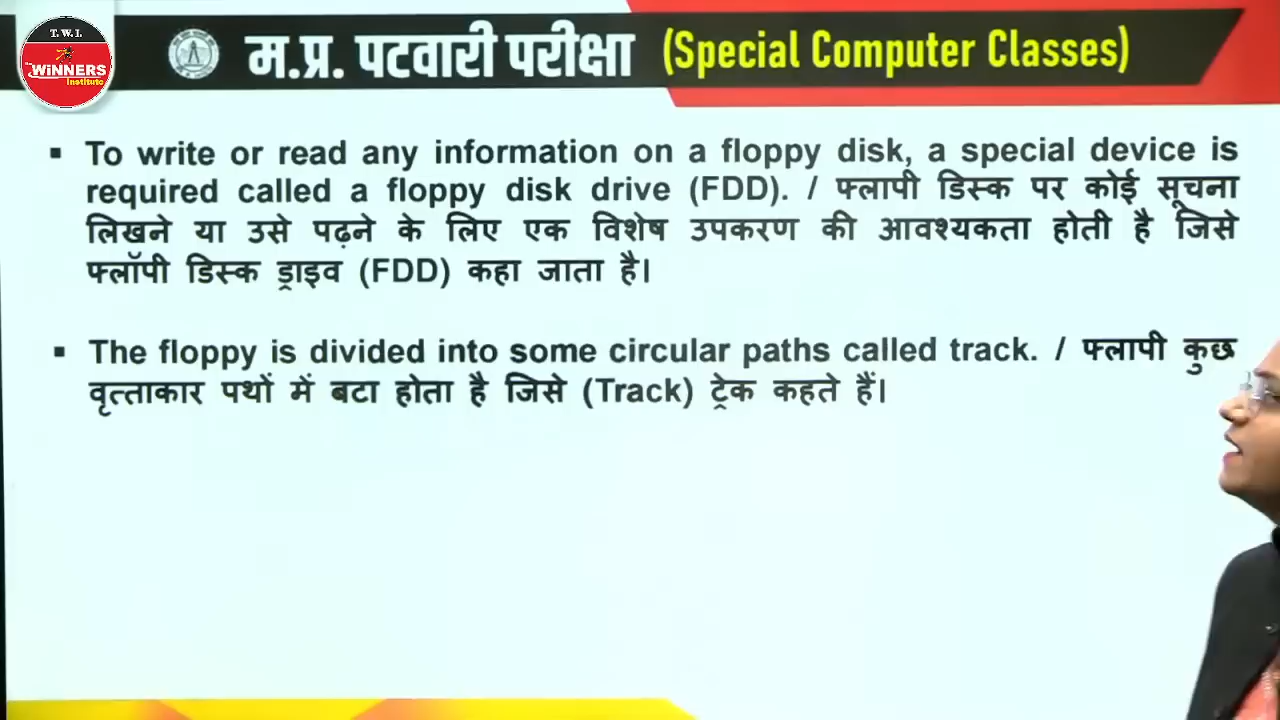 T.W.I.
WiNNERS
institute
म.प्र. पटवारी परीक्षा (Special Computer Classes)
▪ To write or read any information on a floppy disk, a special device is
required called a floppy disk drive (FDD). / फ्लापी डिस्क पर कोई सूचना
लिखने या उसे पढ़ने के लिए एक विशेष उपकरण की आवश्यकता होती है जिसे
फ्लॉपी डिस्क ड्राइव (FDD) कहा जाता है।
▪ The floppy is divided into some circular paths called track. / फ्लापी कुछ
वृत्ताकार पथों में बटा होता है जिसे (Track) ट्रेक कहते हैं।